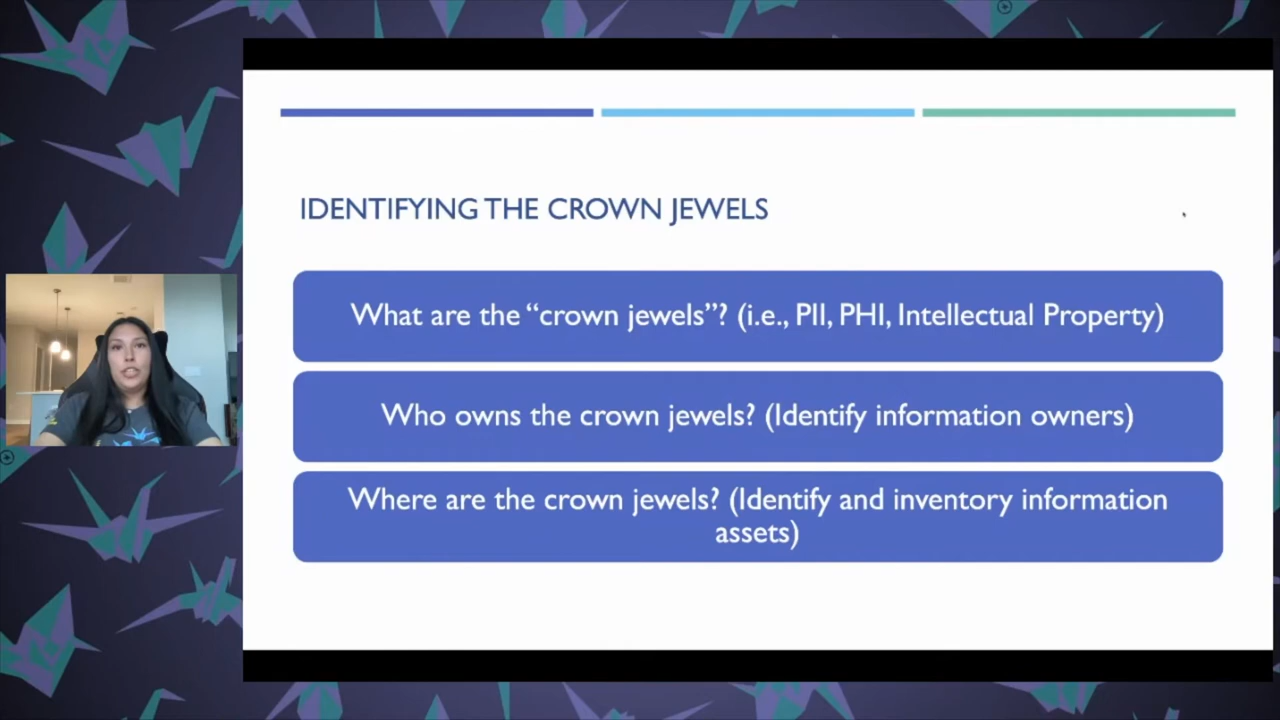 IDENTIFYING THE CROWN JEWELS
What are the “crown jewels”? (i.e., PII, PHI, Intellectual Property)
Who owns the crown jewels? (Identify information owners)
Where are the crown jewels? (Identify and inventory information
assets)